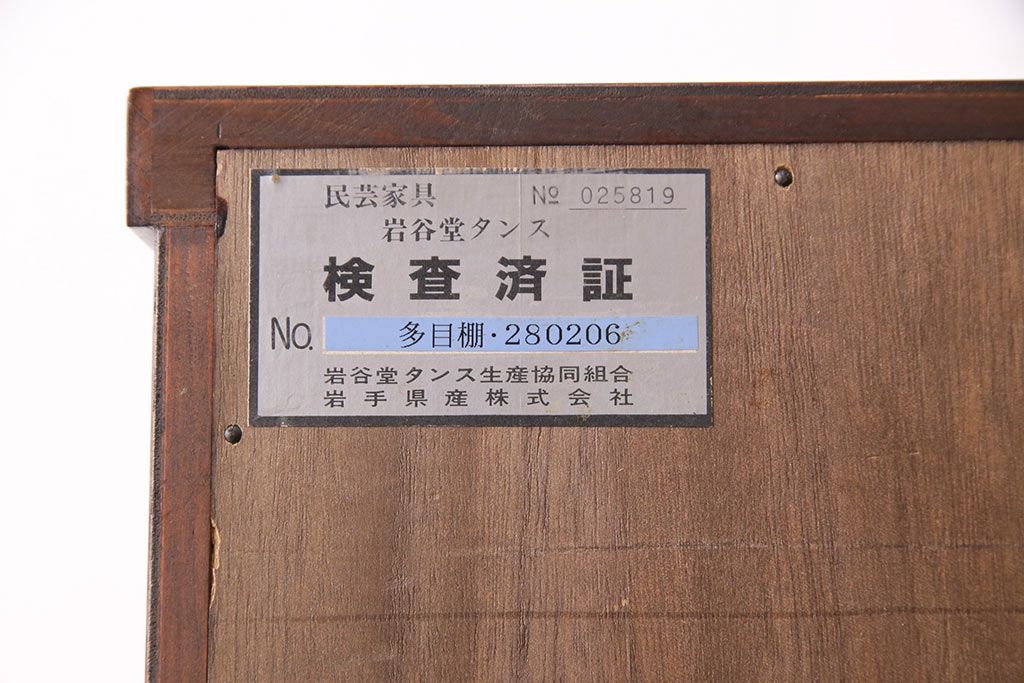 民芸家具 № 025819
岩谷堂タンス
検査済証
No. 多目棚・280206
岩谷堂タンス生産協同組合
岩手県産株式会社